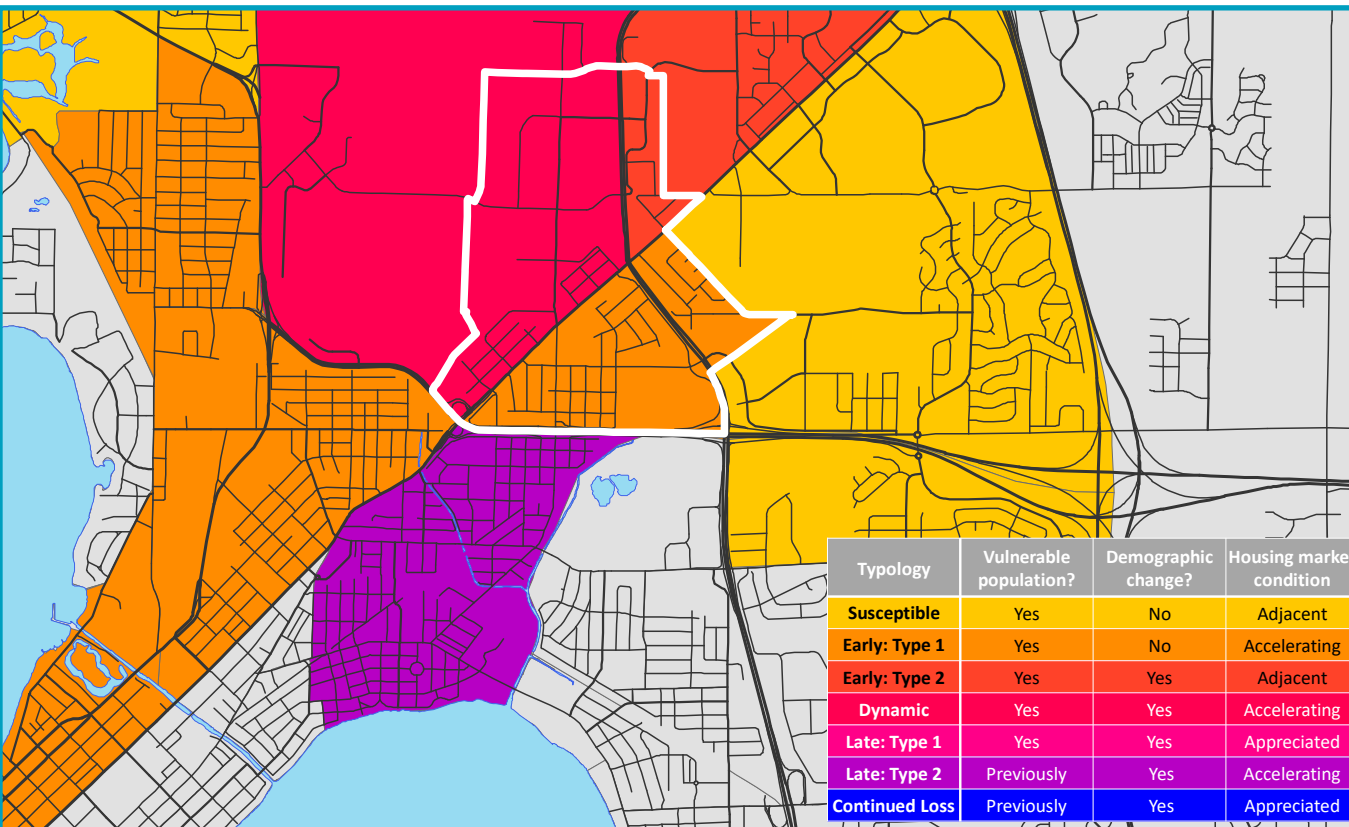 Typology Vulnerable population? Demographic change? Housing marke condition
Susceptible Yes No Adjacent
Early: Type 1 Yes No Accelerating
Early: Type 2 Yes Yes Adjacent
Dynamic Yes Yes Accelerating
Late: Type 1 Yes Yes Appreciated
Late: Type 2 Previously Yes Accelerating
Continued Loss Previously Yes Appreciated